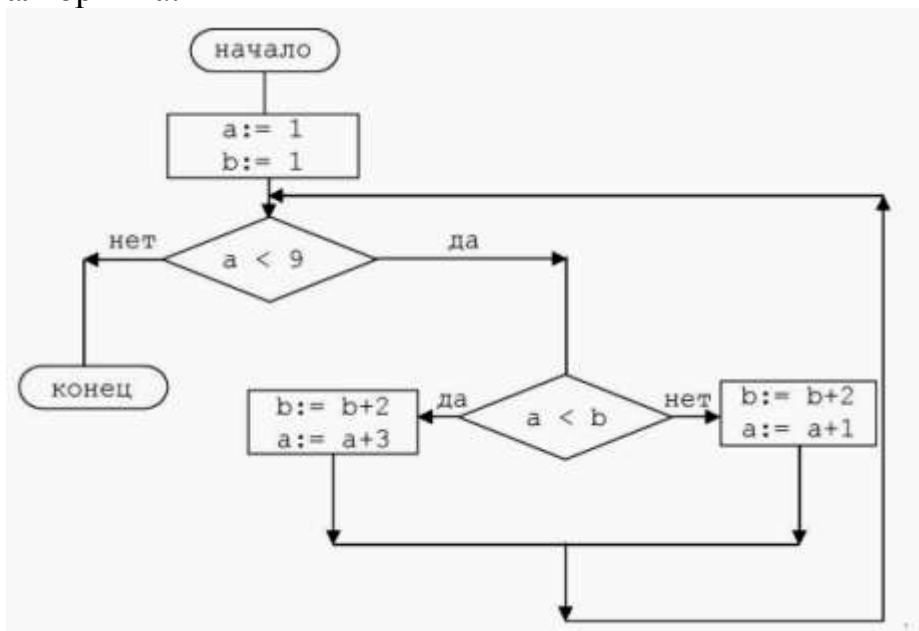 начало
a:= 1
b:= 1
нет
a < 9
да
конец
b:= b+2
a:= a+3
да
a < b
нет
b:= b+2
a:= a+1